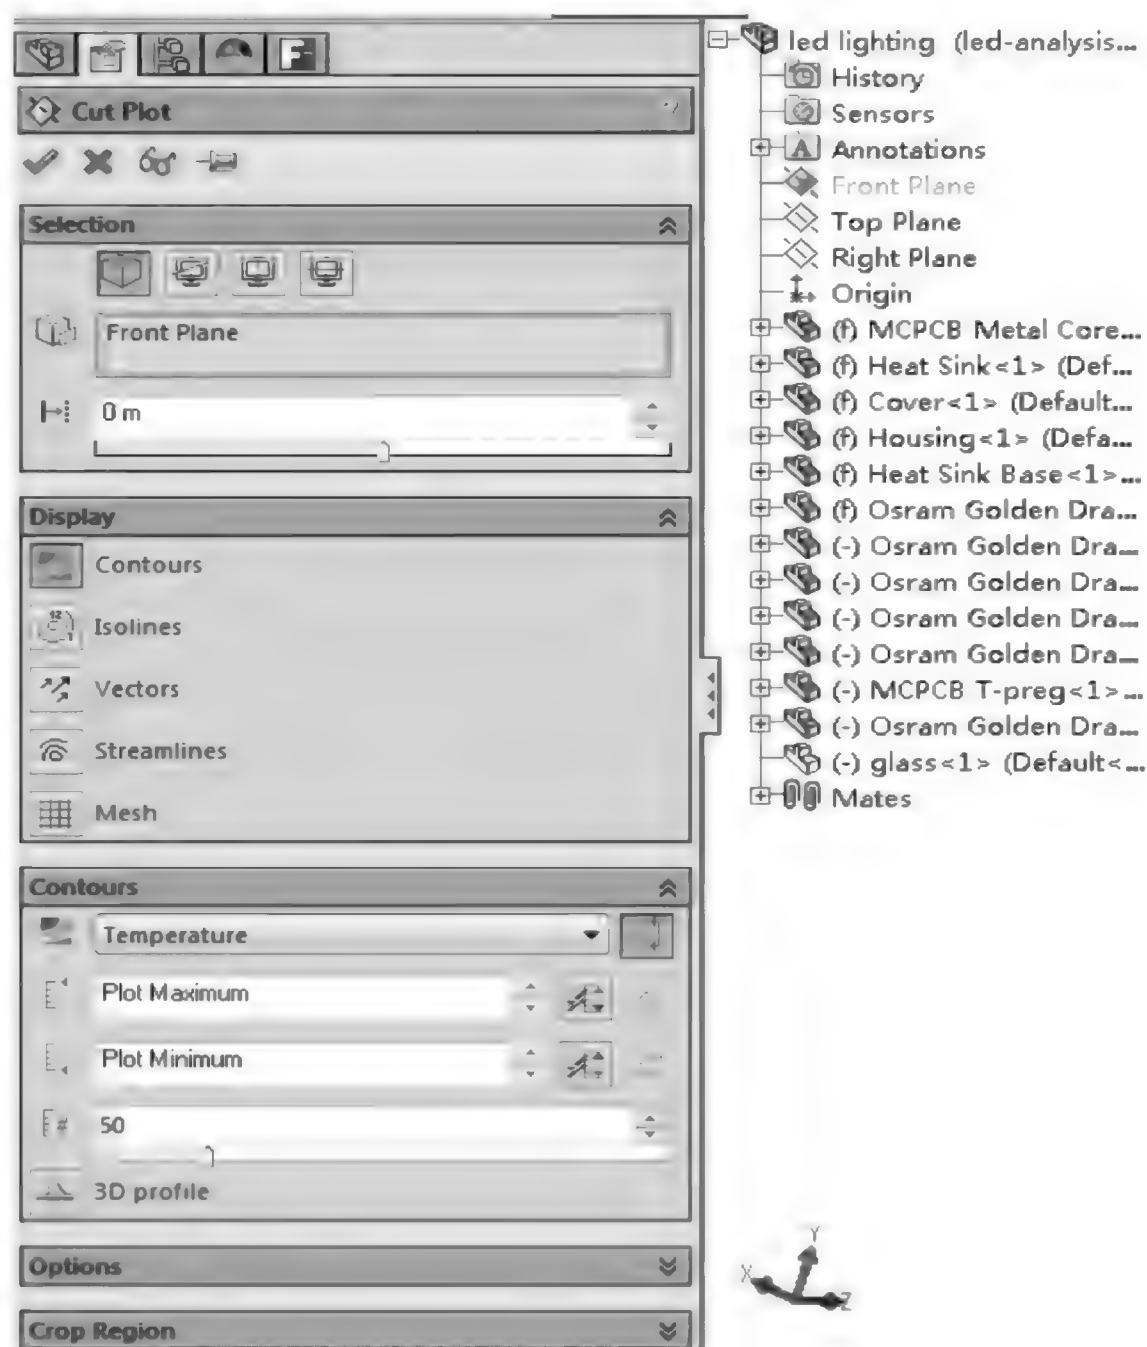 Cut Plot
?
Selection
Front Plane
0 m
Display
Contours
12
Isolines
Vectors
Streamlines
Mesh
Contours
Temperature
Plot Maximum
Plot Minimum
50
3D profile
Options
Crop Region
led lighting (led-analysis...
History
Sensors
A Annotations
Front Plane
Top Plane
Right Plane
Origin
(f) MCPCB Metal Core...
(f) Heat Sink<1> (Def...
(f) Cover<1> (Default...
(f) Housing<1> (Defa...
(f) Heat Sink Base<1>...
(f) Osram Golden Dra...
(-) Osram Golden Dra...
(-) Osram Golden Dra...
(-) Osram Golden Dra...
(-) Osram Golden Dra...
(-) MCPCB T-preg<1>...
(-) Osram Golden Dra...
(-) glass<1> (Default<...
Mates
Y
X
Z